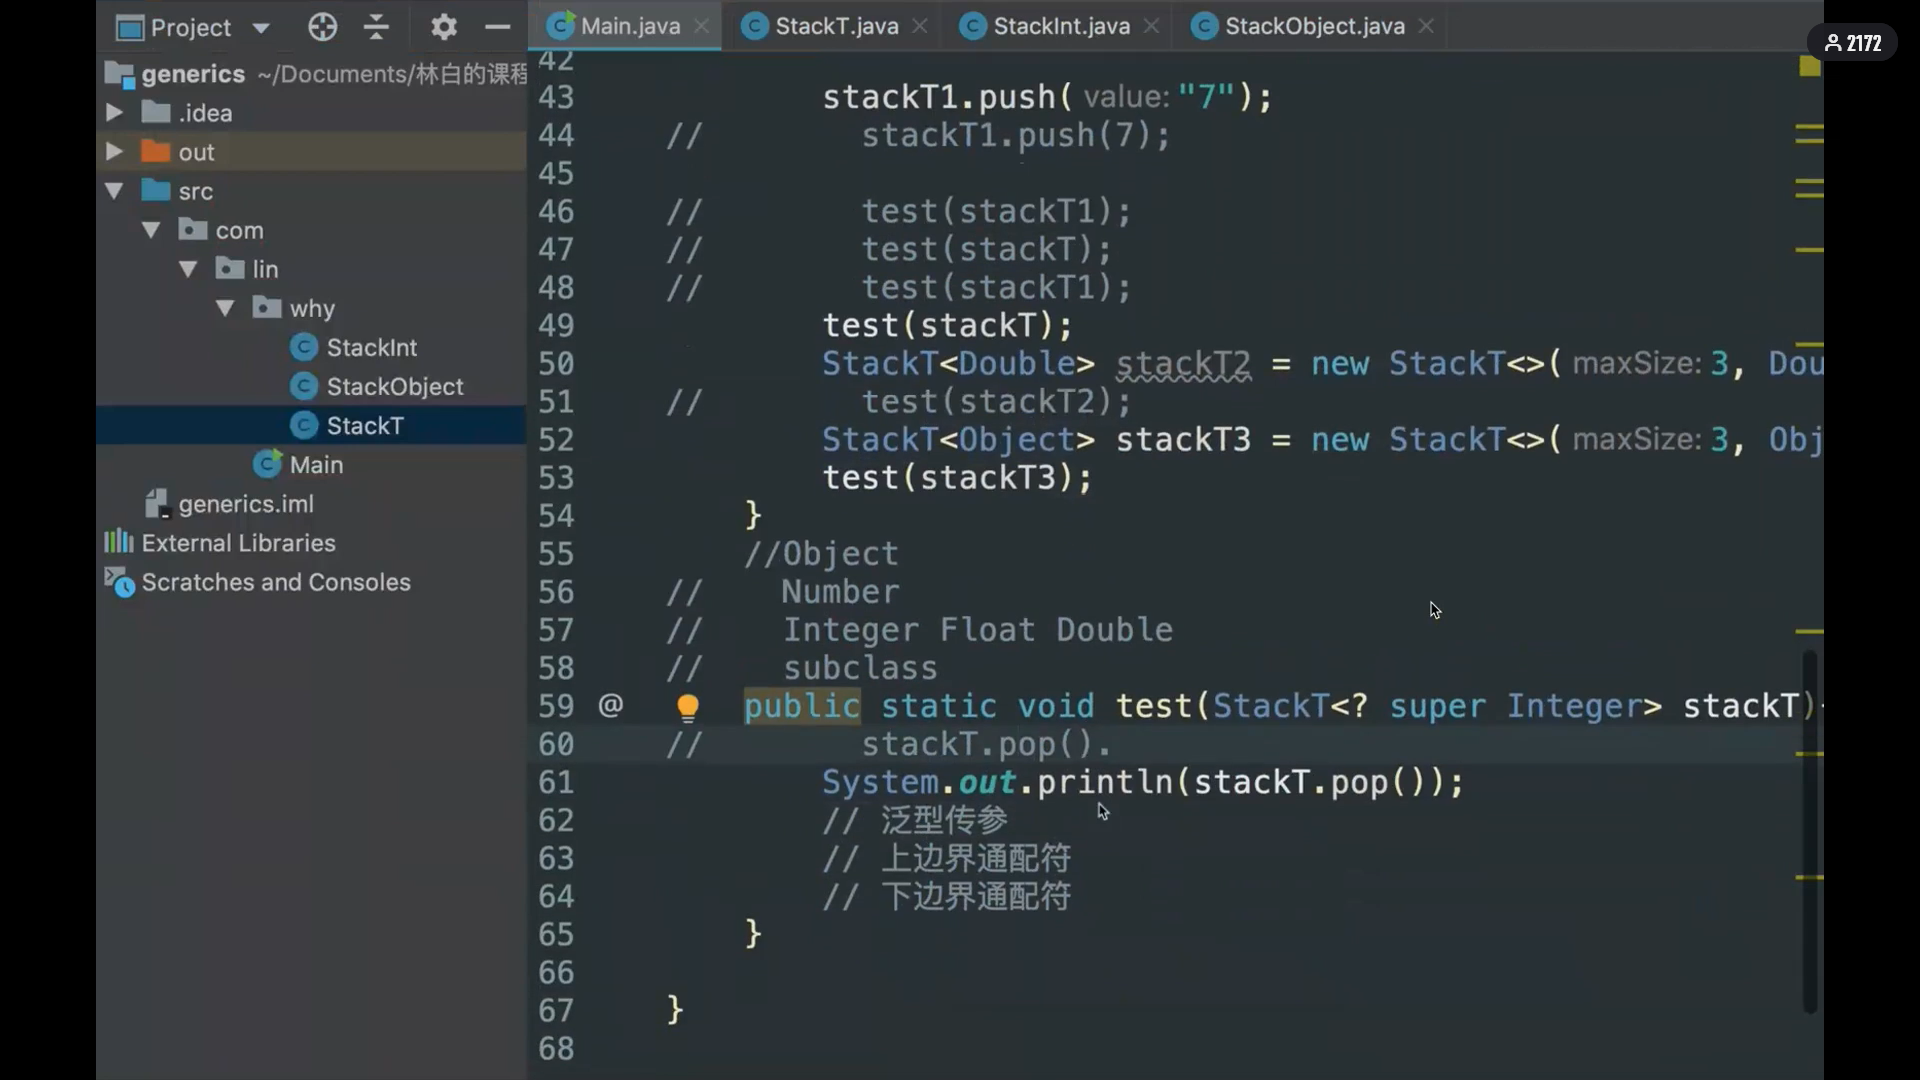 Project
Main.java
StackT.java
StackInt.java
StackObject.java
2172
generics ~/Documents/林白的课程
.idea
out
src
com
lin
why
StackInt
StackObject
StackT
Main
generics.iml
External Libraries
Scratches and Consoles
42
43 stackT1.push( value: "7");
44 // stackT1.push(7);
45
46 // test(stackT1);
47 // test(stackT);
48 // test(stackT1);
49 test(stackT);
50 StackT<Double> stackT2 = new StackT<>( maxSize: 3, Dou
51 // test(stackT2);
52 StackT<Object> stackT3 = new StackT<>( maxSize: 3, Obj
53 test(stackT3);
54 }
55 //Object
56 // Number
57 // Integer Float Double
58 // subclass
59 @ public static void test(StackT<? super Integer> stackT){
60 // stackT.pop().
61 System.out.println(stackT.pop());
62 // 泛型传参
63 // 上边界通配符
64 // 下边界通配符
65 }
66
67 }
68